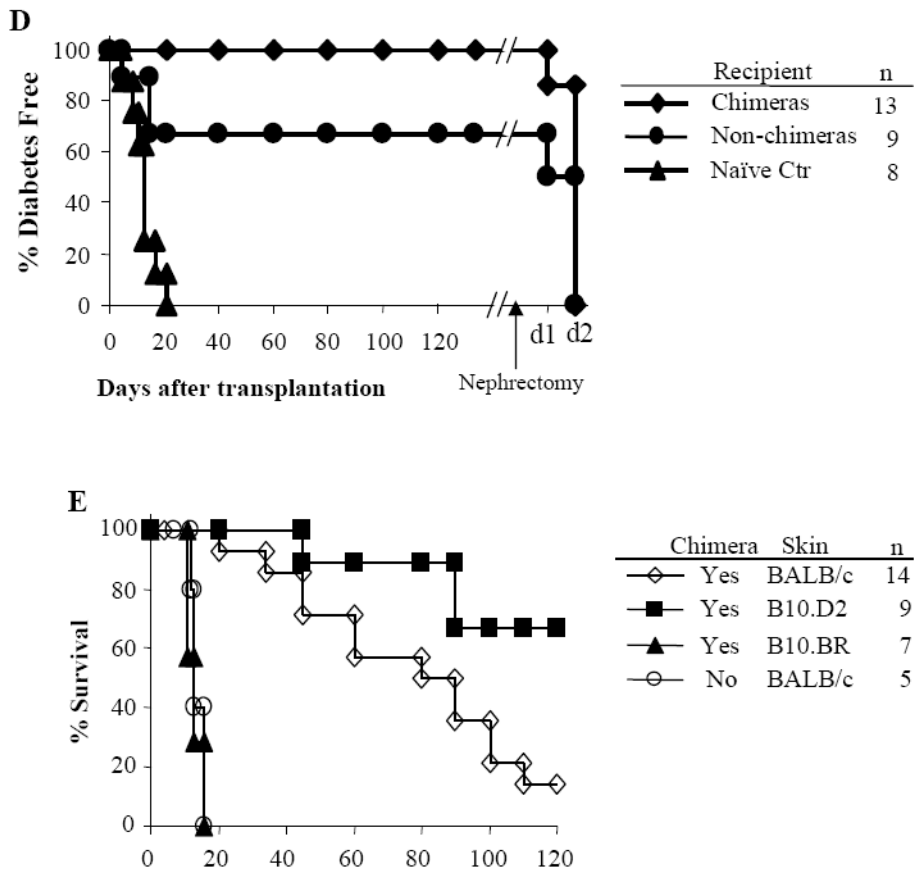 D
% Diabetes Free
100
80
60
40
20
0
0 20 40 60 80 100 120 d1 d2
Days after transplantation
Nephrectomy
Recipient n
Chimeras 13
Non-chimeras 9
Naïve Ctr 8
E
% Survival
100
80
60
40
20
0
0 20 40 60 80 100 120
Chimera Skin n
Yes BALB/c 14
Yes B10.D2 9
Yes B10.BR 7
No BALB/c 5